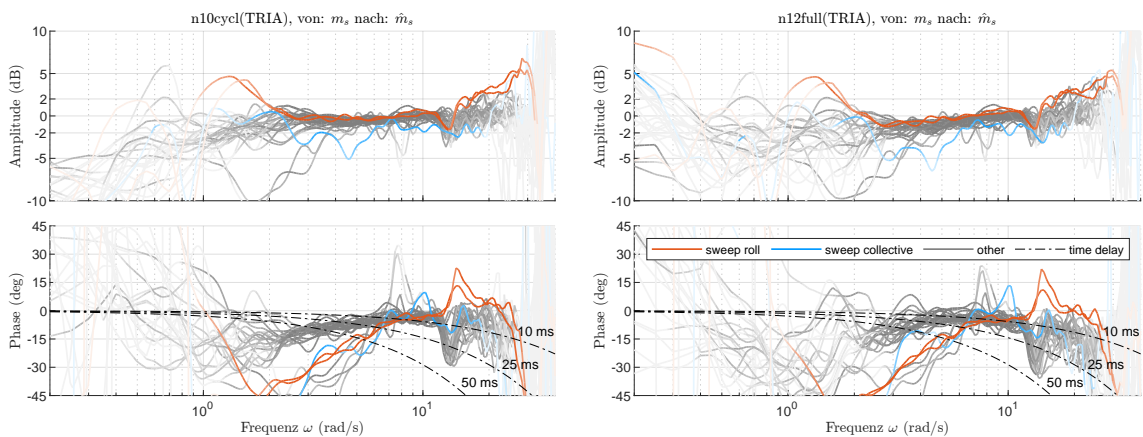 n10cycl(TRIA), von: m_s nach: m̂_s
10
5
2
0
-2
-5
-10
Amplitude (dB)
45
30
15
0
-15
-30
-45
Phase (deg)
10 ms
25 ms
50 ms
10⁰
10¹
Frequenz ω (rad/s)
n12full(TRIA), von: m_s nach: m̂_s
10
5
2
0
-2
-5
-10
Amplitude (dB)
45
30
15
0
-15
-30
-45
Phase (deg)
sweep roll sweep collective other time delay
10 ms
25 ms
50 ms
10⁰
10¹
Frequenz ω (rad/s)